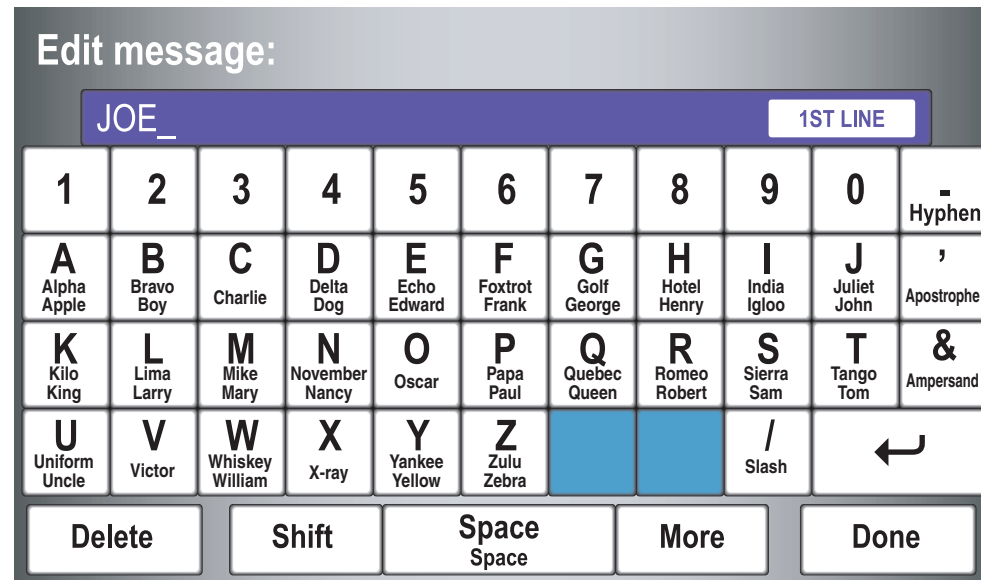 Edit message:
JOE_ 1ST LINE
1 2 3 4 5 6 7 8 9 0 - Hyphen
A Alpha Apple
B Bravo Boy
C Charlie
D Delta Dog
E Echo Edward
F Foxtrot Frank
G Golf George
H Hotel Henry
I India Igloo
J Juliet John
’ Apostrophe
K Kilo King
L Lima Larry
M Mike Mary
N November Nancy
O Oscar
P Papa Paul
Q Quebec Queen
R Romeo Robert
S Sierra Sam
T Tango Tom
& Ampersand
U Uniform Uncle
V Victor
W Whiskey William
X X-ray
Y Yankee Yellow
Z Zulu Zebra
/ Slash
Delete Shift Space Space More Done